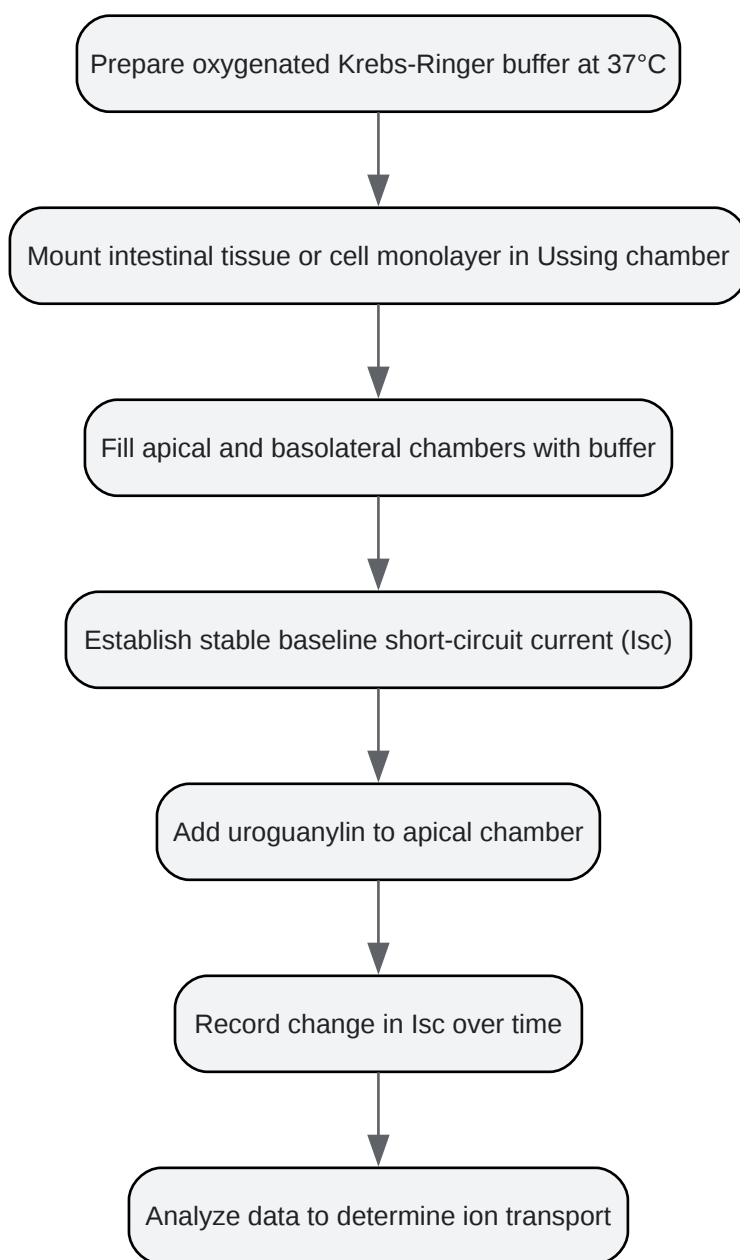 Prepare oxygenated Krebs-Ringer buffer at 37°C
Mount intestinal tissue or cell monolayer in Ussing chamber
Fill apical and basolateral chambers with buffer
Establish stable baseline short-circuit current (Isc)
Add uroguanylin to apical chamber
Record change in Isc over time
Analyze data to determine ion transport